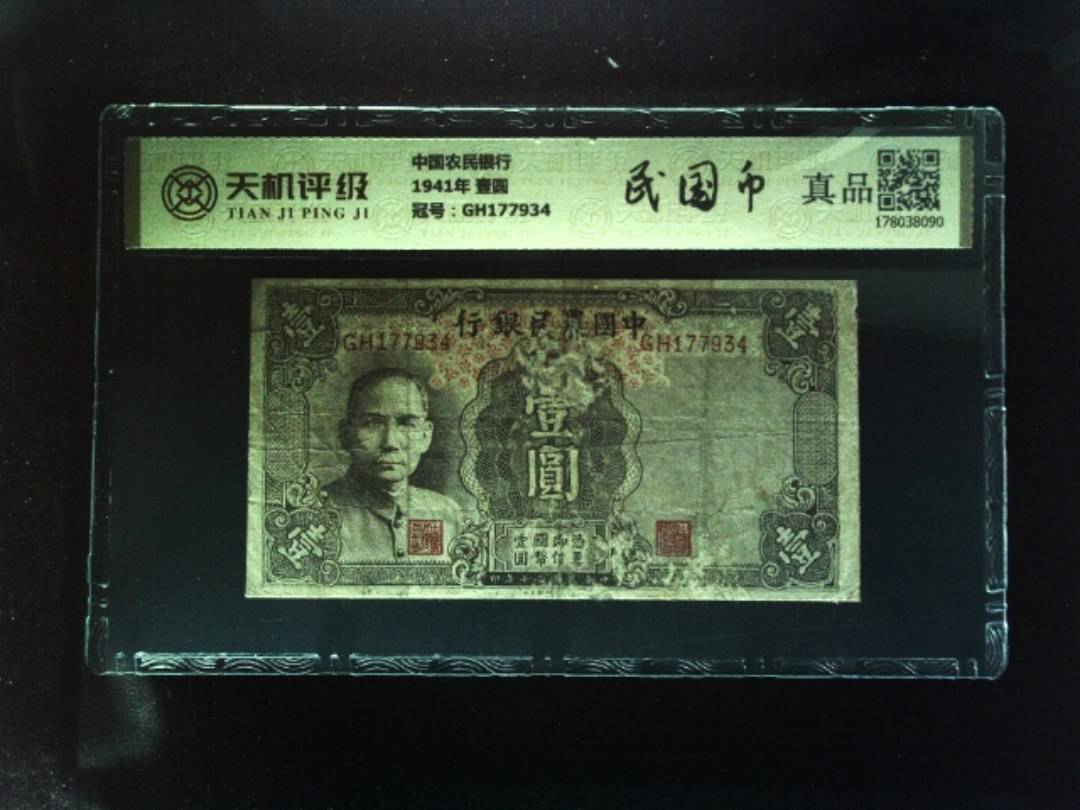 天机评级
TIAN JI PING JI
中国农民银行
1941年 壹圆
冠号：GH177934
民国币
真品
178038090
行銀民農國中
GH177934
GH177934
壹
壹
壹圓
壹
壹